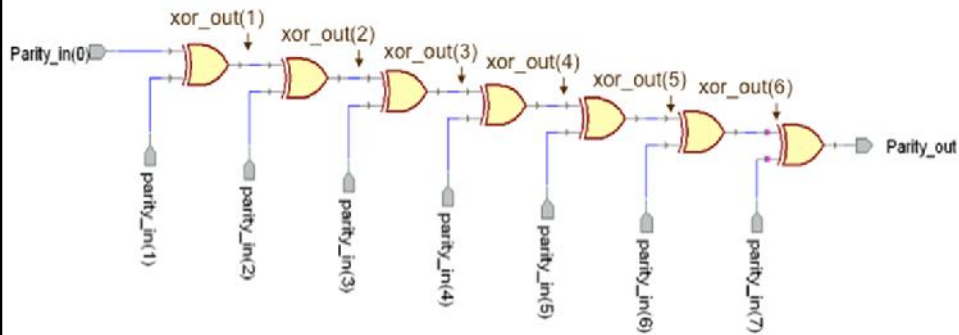 xor_out(1)
xor_out(2)
xor_out(3)
xor_out(4)
xor_out(5)
xor_out(6)
Parity_in(0)
Parity_out
parity_in(1)
parity_in(2)
parity_in(3)
parity_in(4)
parity_in(5)
parity_in(6)
parity_in(7)